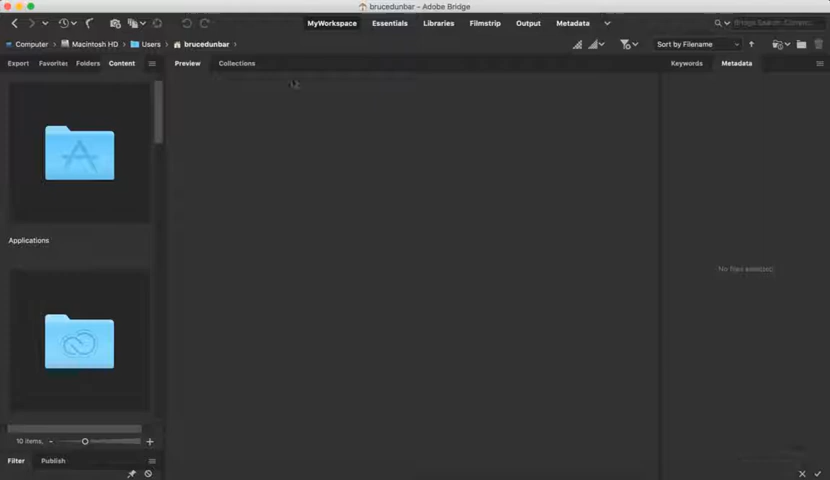 brucedunbar – Adobe Bridge
MyWorkspace Essentials Libraries Filmstrip Output Metadata
Computer Macintosh HD Users brucedunbar
Sort by Filename
Export Favorites Folders Content
Preview Collections
Keywords Metadata
Applications
No files selected
10 items,
Filter Publish